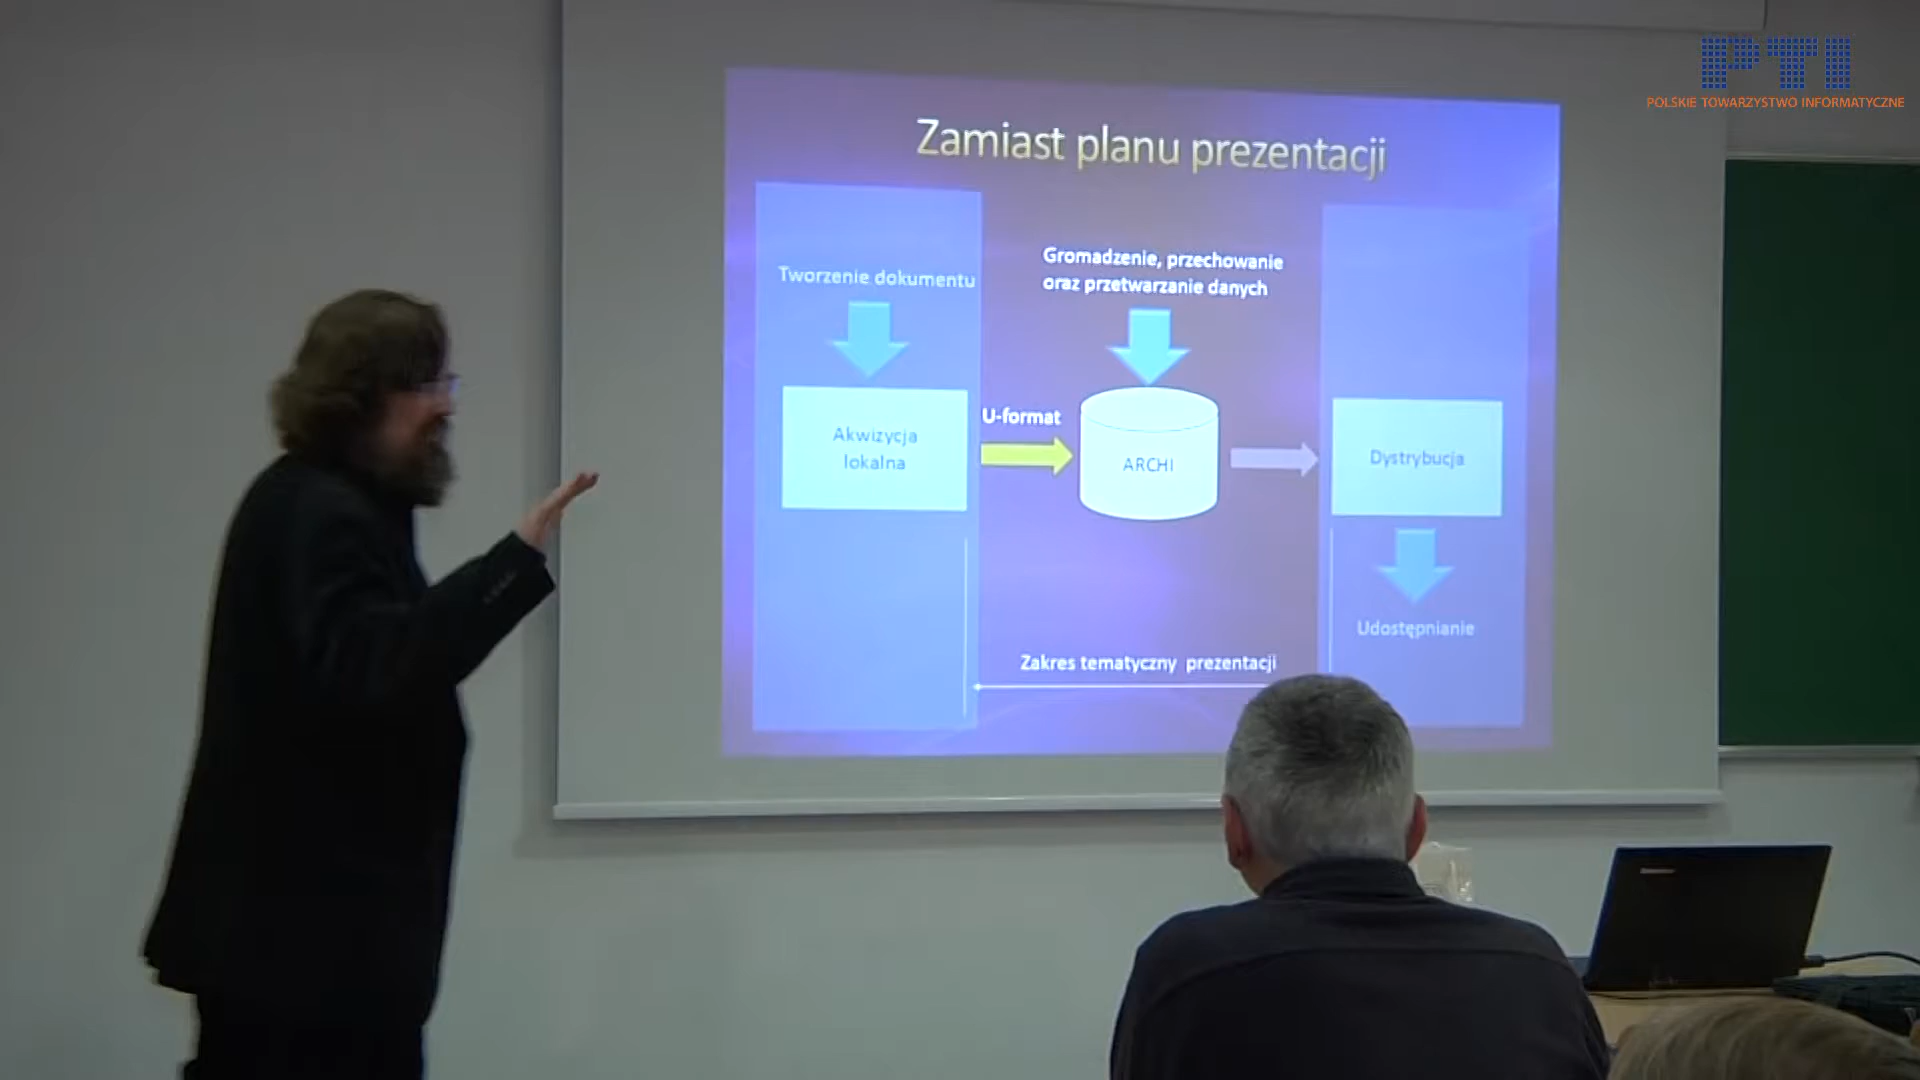 PTI
POLSKIE TOWARZYSTWO INFORMATYCZNE
Zamiast planu prezentacji
Tworzenie dokumentu
Gromadzenie, przechowanie
oraz przetwarzanie danych
Akwizycja
lokalna
U-format
ARCHI
Dystrybucja
Udostępnianie
Zakres tematyczny prezentacji